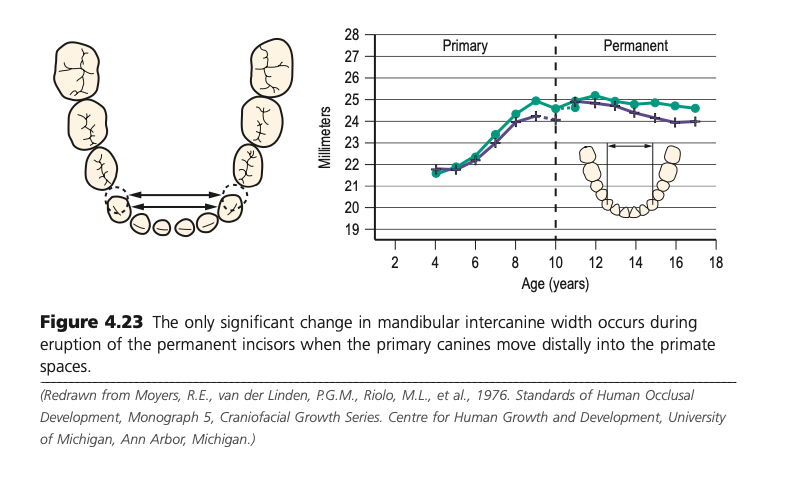 28
27
26
25
24
23
22
21
20
19
Millimeters
Primary
Permanent
2 4 6 8 10 12 14 16 18
Age (years)
Figure 4.23 The only significant change in mandibular intercanine width occurs during
eruption of the permanent incisors when the primary canines move distally into the primate
spaces.
(Redrawn from Moyers, R.E., van der Linden, P.G.M., Riolo, M.L., et al., 1976. Standards of Human Occlusal
Development, Monograph 5, Craniofacial Growth Series. Centre for Human Growth and Development, University
of Michigan, Ann Arbor, Michigan.)